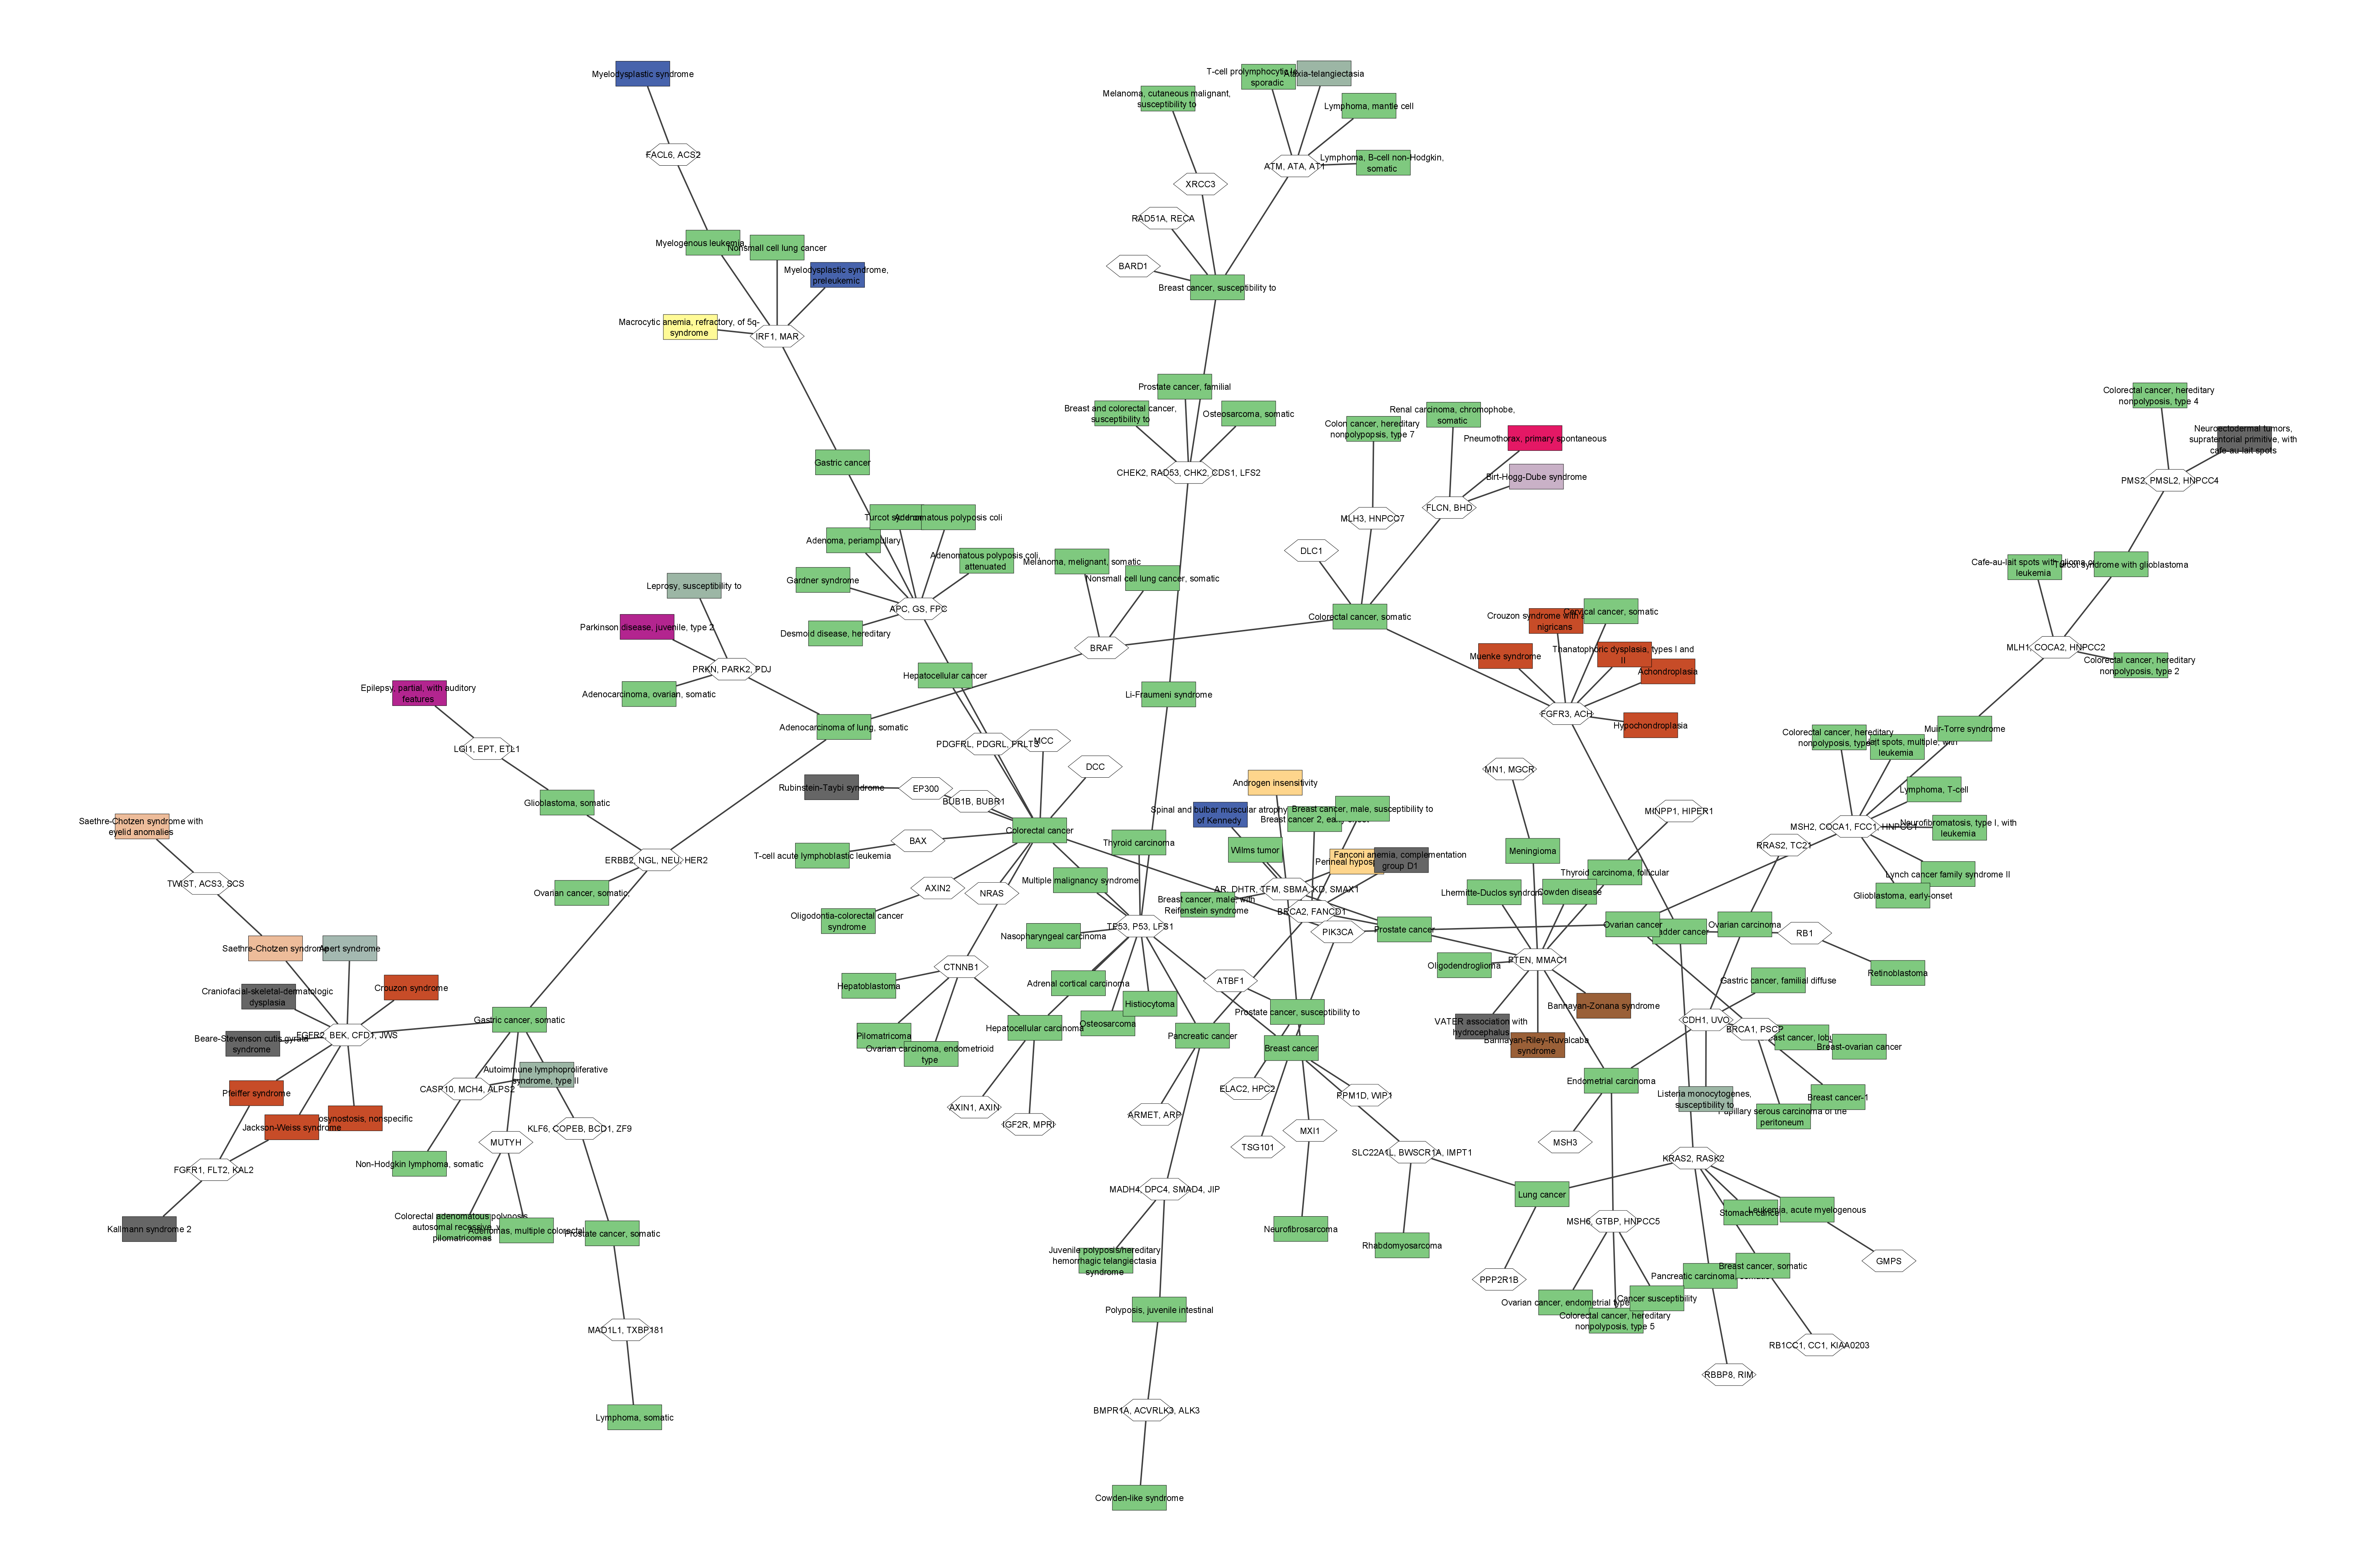 Myelodysplastic syndrome
T-cell prolymphocytic
sporadic
Ataxia-telangiectasia
Melanoma, cutaneous malignant,
susceptibility to
Lymphoma, mantle cell
FACL6, ACS2
ATM, ATA, AT1
Lymphoma, B-cell non-Hodgkin,
somatic
XRCC3
RAD51A, RECA
Myelogenous leukemia
Nonsmall cell lung cancer
BARD1
Myelodysplastic syndrome,
preleukemic
Breast cancer, susceptibility to
Macrocytic anemia, refractory, of 5q-
syndrome
IRF1, MAR
Prostate cancer, familial
Breast and colorectal cancer,
susceptibility to
Osteosarcoma, somatic
Colorectal cancer, hereditary
nonpolyposis, type 4
Renal carcinoma, chromophobe,
somatic
Colon cancer, hereditary
nonpolypopsis, type 7
Pneumothorax, primary spontaneous
Neuroectodermal tumors,
supratentorial primitive, with
cafe-au-lait spots
Gastric cancer
CHEK2, RAD53, CHK2, CDS1, LFS2
Birt-Hogg-Dube syndrome
PMS2, PMSL2, HNPCC4
FLCN, BHD
MLH3, HNPCC7
Turcot
Adenomatous polyposis coli
Adenoma, periampullary
DLC1
Adenomatous polyposis coli,
attenuated
Melanoma, melignant, somatic
Cafe-au-lait spots with glioma
leukemia
Turcot syndrome with glioblastoma
Gardner syndrome
Nonsmall cell lung cancer, somatic
Leprosy, susceptibility to
APC, GS, FPC
Colorectal cancer, somatic
Crouzon syndrome with
nigricans
Cervical cancer, somatic
Parkinson disease, juvenile, type 2
Desmoid disease, hereditary
BRAF
MLH1, COCA2, HNPCC2
Muenke syndrome
Thanatophoric dysplasia, types I and
II
Colorectal cancer, hereditary
nonpolyposis, type 2
PRKN, PARK2, PDJ
Hepatocellular cancer
Achondroplasia
Epilepsy, partial, with auditory
features
Adenocarcinoma, ovarian, somatic
Li-Fraumeni syndrome
FGFR3, ACH
Adenocarcinoma of lung, somatic
Hypochondroplasia
Muir-Torre syndrome
PDGFRL, PDGRL, PRLTS
MCC
Colorectal cancer, hereditary
nonpolyposis, type
spots, multiple, with
leukemia
LGI1, EPT, ETL1
DCC
MN1, MGCR
Rubinstein-Taybi syndrome
EP300
Androgen insensitivity
Lymphoma, T-cell
Glioblastoma, somatic
BUB1B, BUBR1
Spinal and bulbar muscular atrophy
of Kennedy
Breast cancer, male, susceptibility to
Breast cancer 2,
MINPP1, HIPER1
Saethre-Chotzen syndrome with
eyelid anomalies
Colorectal cancer
MSH2, COCA1, FCC1, HNPCC1
Neurofibromatosis, type I, with
leukemia
BAX
Thyroid carcinoma
Wilms tumor
Meningioma
RRAS2, TC21
T-cell acute lymphoblastic leukemia
ERBB2, NGL, NEU, HER2
Perineal
Fanconi anemia, complementation
group D1
Thyroid carcinoma, follicular
Lynch cancer family syndrome II
TWIST, ACS3, SCS
Ovarian cancer, somatic
AXIN2
NRAS
Multiple malignancy syndrome
AR, DHTR, TFM, SBMA, KD, SMAX1
Lhermitte-Duclos syndrome
Cowden disease
Glioblastoma, early-onset
Breast cancer, male, with
Reifenstein syndrome
BRCA2, FANCD1
Oligodontia-colorectal cancer
syndrome
TP53, P53, LFS1
PIK3CA
Prostate cancer
Ovarian cancer
Ovarian carcinoma
RB1
Saethre-Chotzen syndrome
Apert syndrome
Nasopharyngeal carcinoma
PTEN, MMAC1
Oligodendroglioma
Retinoblastoma
CTNNB1
Gastric cancer, familial diffuse
Crouzon syndrome
Hepatoblastoma
Adrenal cortical carcinoma
ATBF1
Craniofacial-skeletal-dermatologic
dysplasia
Histiocytoma
Bannayan-Zonana syndrome
Prostate cancer, susceptibility to
Gastric cancer, somatic
Osteosarcoma
VATER association with
hydrocephalus
CDH1, UVO
BRCA1, PSCP
FGFR2, BEK, CFD1, JWS
Pilomatricoma
Hepatocellular carcinoma
Pancreatic cancer
Beare-Stevenson cutis gyrata
syndrome
Bannayan-Riley-Ruvalcaba
syndrome
Breast-ovarian cancer
Ovarian carcinoma, endometrioid
type
Breast cancer
Autoimmune lymphoproliferative
syndrome, type II
Endometrial carcinoma
CASP10, MCH4, ALPS2
ELAC2, HPC2
Pfeiffer syndrome
PPM1D, WIP1
Listeria monocytogenes,
susceptibility to
Breast cancer-1
AXIN1, AXIN
ARMET, ARP
Papillary serous carcinoma of the
peritoneum
nonspecific
Jackson-Weiss syndrome
KLF6, COPEB, BCD1, ZF9
IGF2R, MPRI
MXI1
MUTYH
TSG101
MSH3
SLC22A1L, BWSCR1A, IMPT1
KRAS2, RASK2
Non-Hodgkin lymphoma, somatic
FGFR1, FLT2, KAL2
MADH4, DPC4, SMAD4, JIP
Lung cancer
Stomach cancer
Leukemia, acute myelogenous
Colorectal adenomatous polyposis,
autosomal recessive,
pilomatricomas
Adenomas, multiple colorectal
Kallmann syndrome 2
Prostate cancer, somatic
Neurofibrosarcoma
MSH6, GTBP, HNPCC5
Rhabdomyosarcoma
Juvenile polyposis/hereditary
hemorrhagic telangiectasia
syndrome
GMPS
Breast cancer, somatic
PPP2R1B
Pancreatic carcinoma,
Cancer susceptibility
Ovarian cancer, endometrial type
Polyposis, juvenile intestinal
Colorectal cancer, hereditary
nonpolyposis, type 5
MAD1L1, TXBP181
RB1CC1, CC1, KIAA0203
RBBP8, RIM
BMPR1A, ACVRLK3, ALK3
Lymphoma, somatic
Cowden-like syndrome